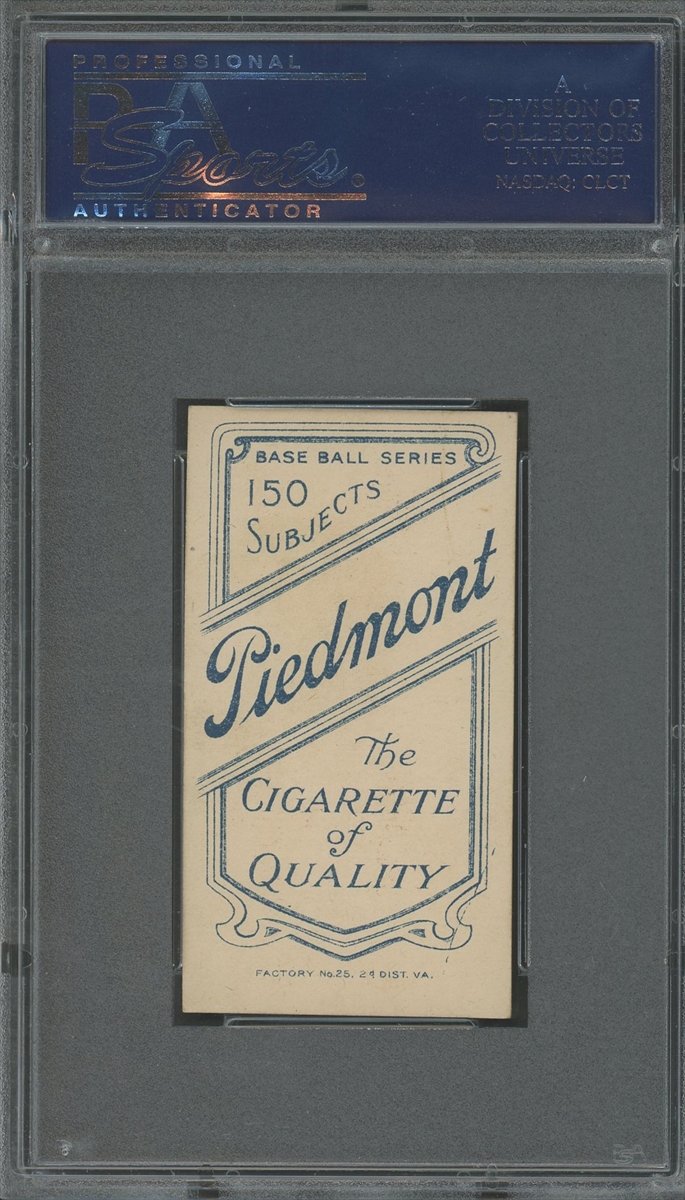 PROFESSIONAL
PSA
Sports
AUTHENTICATOR
A
DIVISION OF
COLLECTORS
UNIVERSE
NASDAQ: CLCT
BASE BALL SERIES
150
SUBJECTS
Piedmont
The
CIGARETTE
of
QUALITY
FACTORY No. 25, 2d DIST. VA.